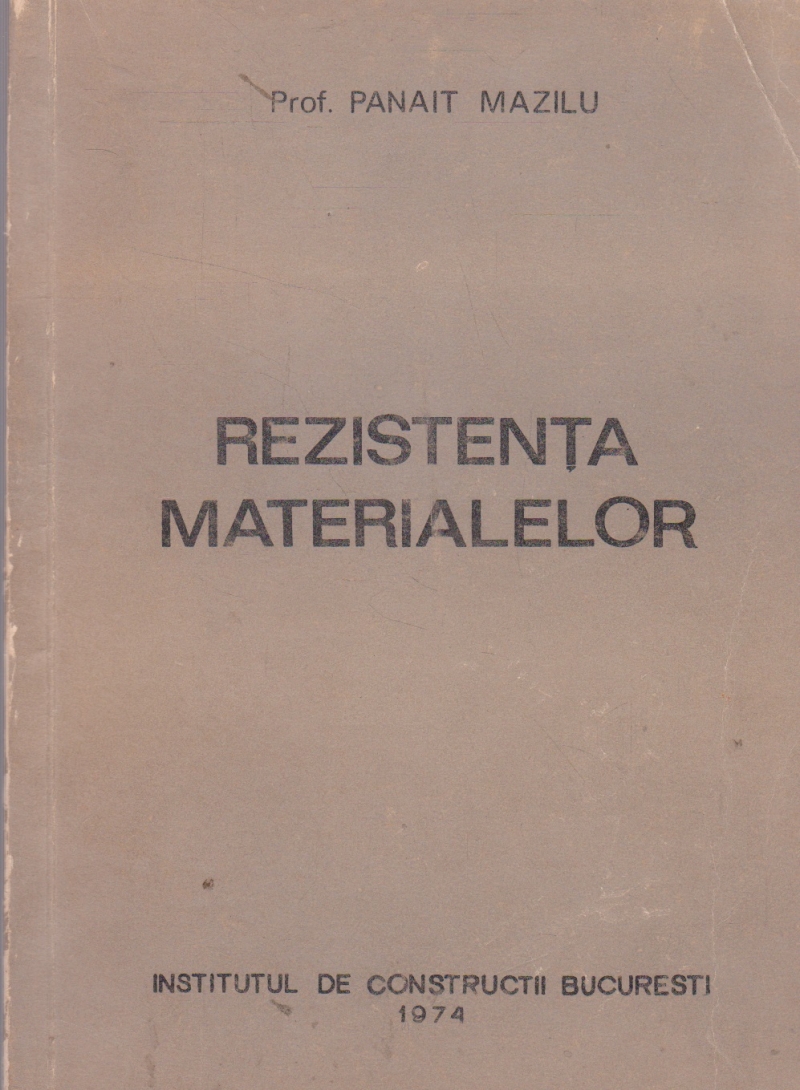 Prof. PANAIT MAZILU
REZISTENȚA
MATERIALELOR
INSTITUTUL DE CONSTRUCTII BUCURESTI
1974